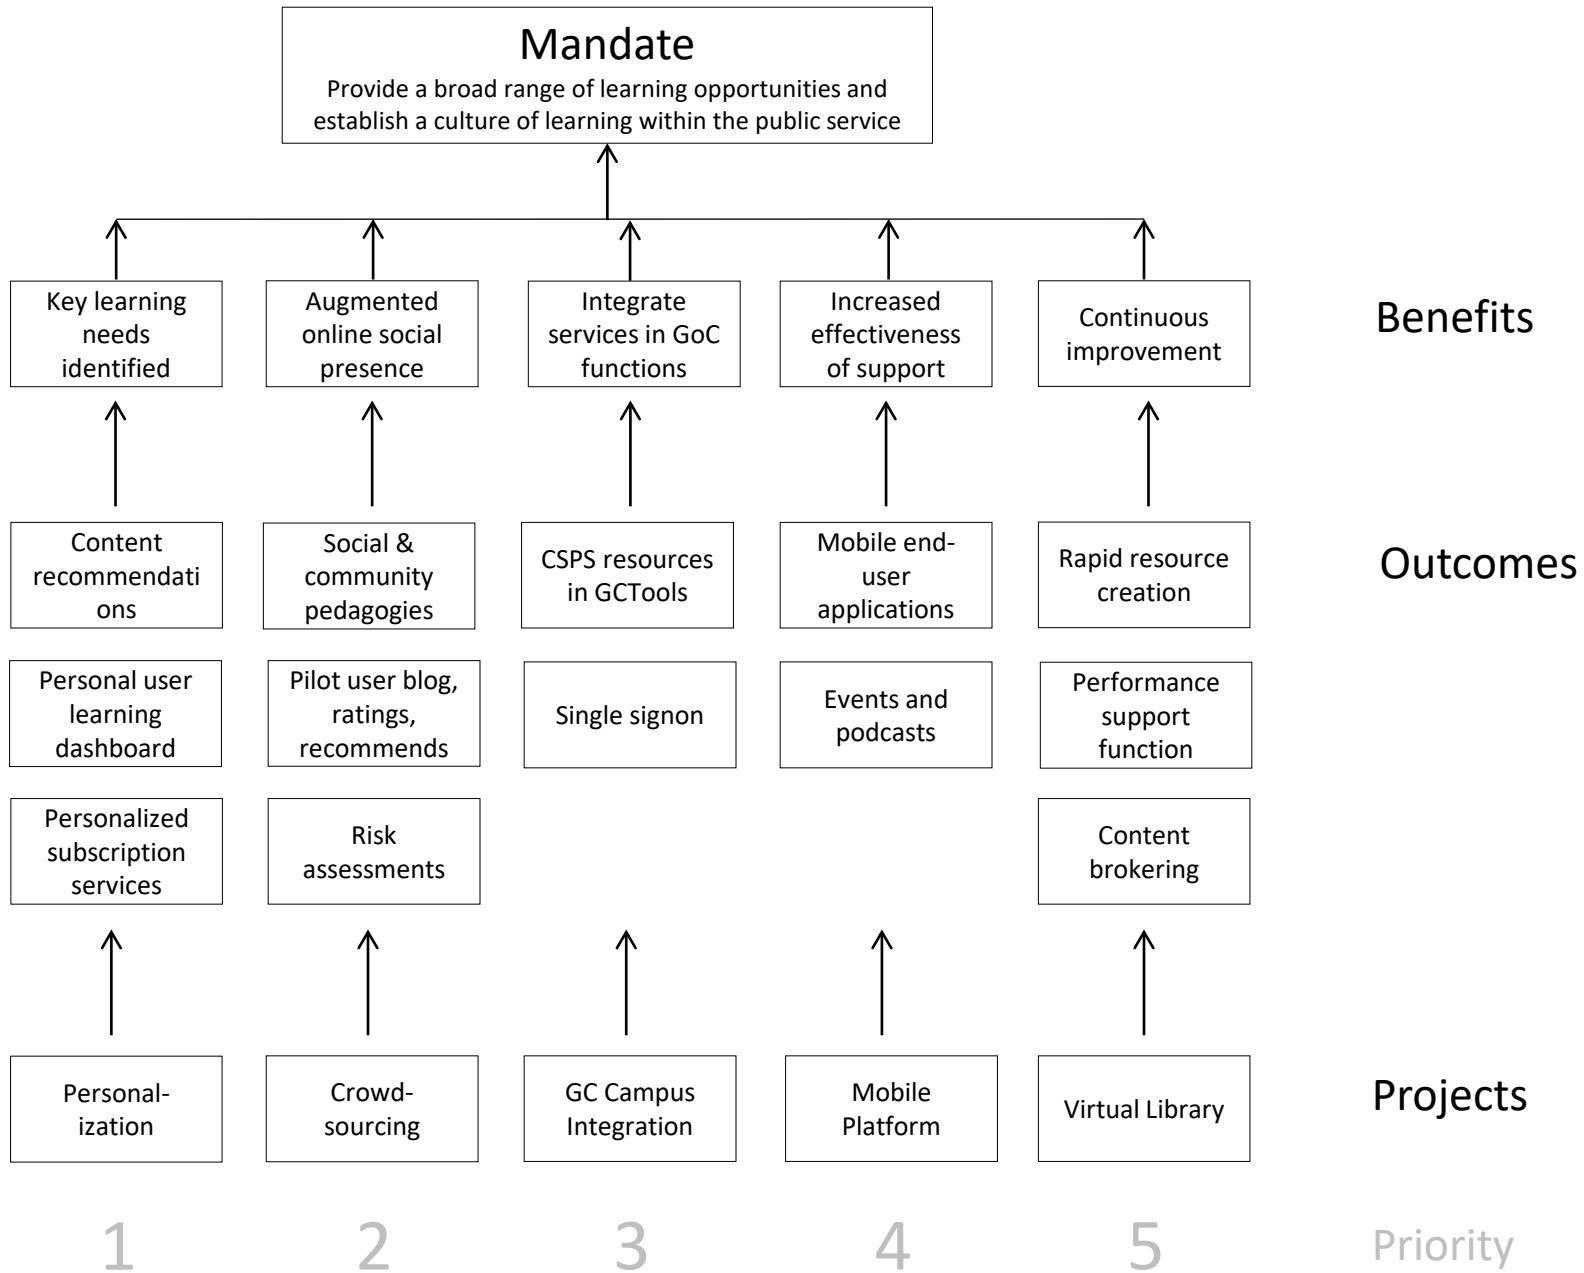 Mandate
Provide a broad range of learning opportunities and
establish a culture of learning within the public service
Key learning
needs
identified
Augmented
online social
presence
Integrate
services in GoC
functions
Increased
effectiveness
of support
Continuous
improvement
Benefits
Content
recommendati
ons
Social &
community
pedagogies
CSPS resources
in GCTools
Mobile end-
user
applications
Rapid resource
creation
Outcomes
Personal user
learning
dashboard
Pilot user blog,
ratings,
recommends
Single signon
Events and
podcasts
Performance
support
function
Personalized
subscription
services
Risk
assessments
Content
brokering
Personal-
ization
Crowd-
sourcing
GC Campus
Integration
Mobile
Platform
Virtual Library
Projects
1
2
3
4
5
Priority